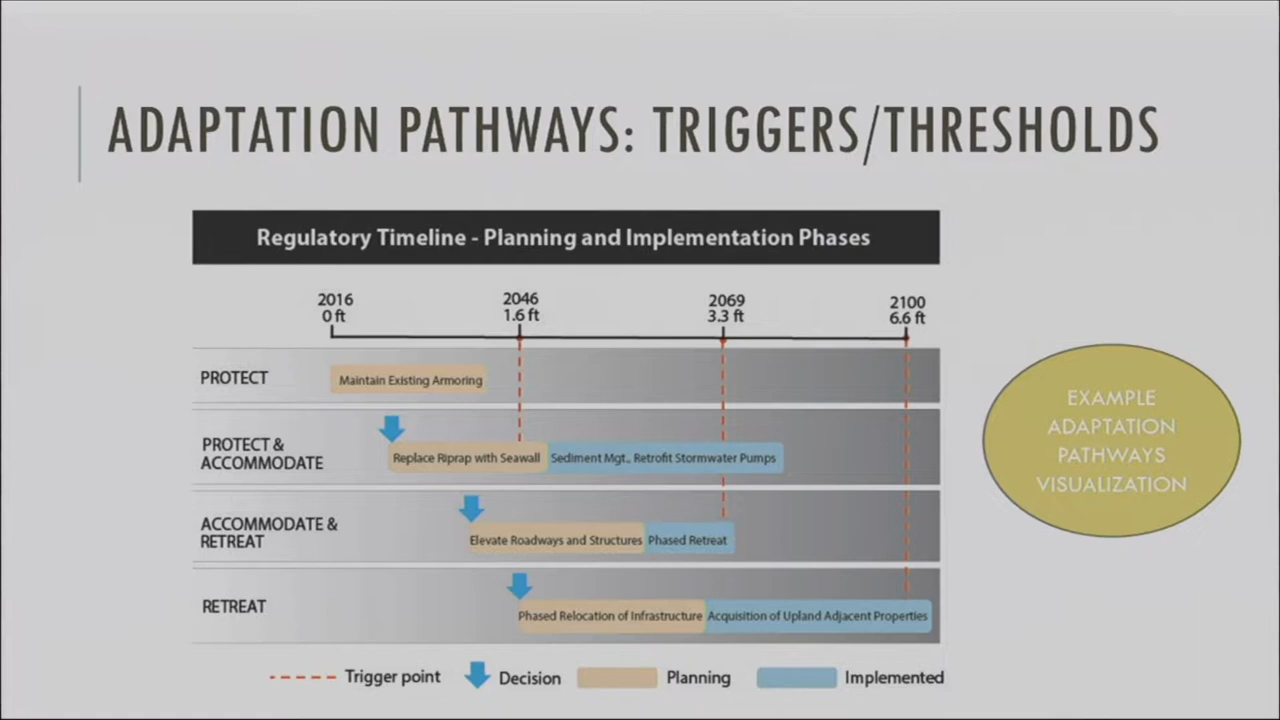 ADAPTATION PATHWAYS: TRIGGERS/THRESHOLDS
Regulatory Timeline - Planning and Implementation Phases
2016
0 ft
2046
1.6 ft
2069
3.3 ft
2100
6.6 ft
PROTECT
Maintain Existing Armoring
PROTECT &
ACCOMMODATE
Replace Riprap with Seawall
Sediment Mgt., Retrofit Stormwater Pumps
ACCOMMODATE &
RETREAT
Elevate Roadways and Structures
Phased Retreat
RETREAT
Phased Relocation of Infrastructure
Acquisition of Upland Adjacent Properties
Trigger point
Decision
Planning
Implemented
EXAMPLE
ADAPTATION
PATHWAYS
VISUALIZATION